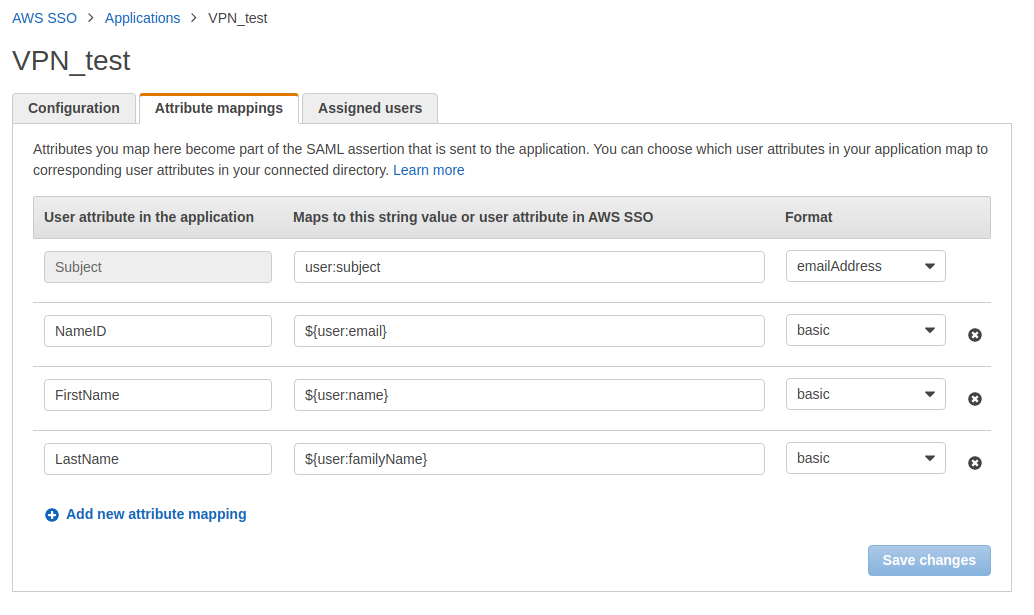 AWS SSO > Applications > VPN_test
VPN_test
Configuration Attribute mappings Assigned users
Attributes you map here become part of the SAML assertion that is sent to the application. You can choose which user attributes in your application map to
corresponding user attributes in your connected directory. Learn more
User attribute in the application Maps to this string value or user attribute in AWS SSO Format
Subject user:subject emailAddress
NameID ${user:email} basic
FirstName ${user:name} basic
LastName ${user:familyName} basic
Add new attribute mapping
Save changes